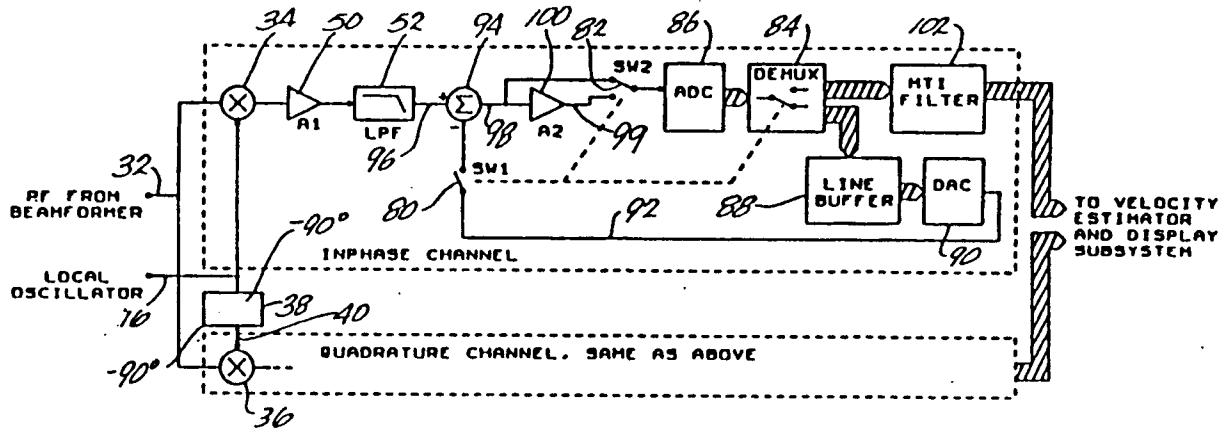 34 50 52 94 100 82 86 84 102
SW2
ADC
DEMUX
MTI
FILTER
+
Σ
-
A1
LPF
96
98
A2
99
32
RF FROM
BEAMFORMER
SW1
80
88
LINE
BUFFER
DAC
90
92
INPHASE CHANNEL
TO VELOCITY
ESTIMATOR
AND DISPLAY
SUBSYSTEM
-90°
LOCAL
OSCILLATOR
76
38
40
-90°
QUADRATURE CHANNEL, SAME AS ABOVE
36